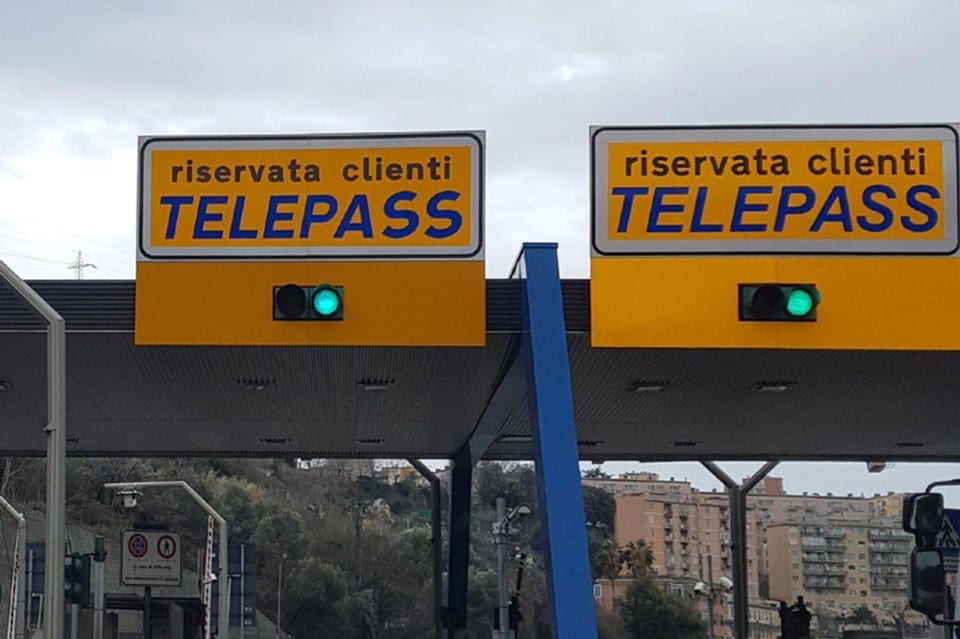 riservata clienti
TELEPASS
riservata clienti
TELEPASS